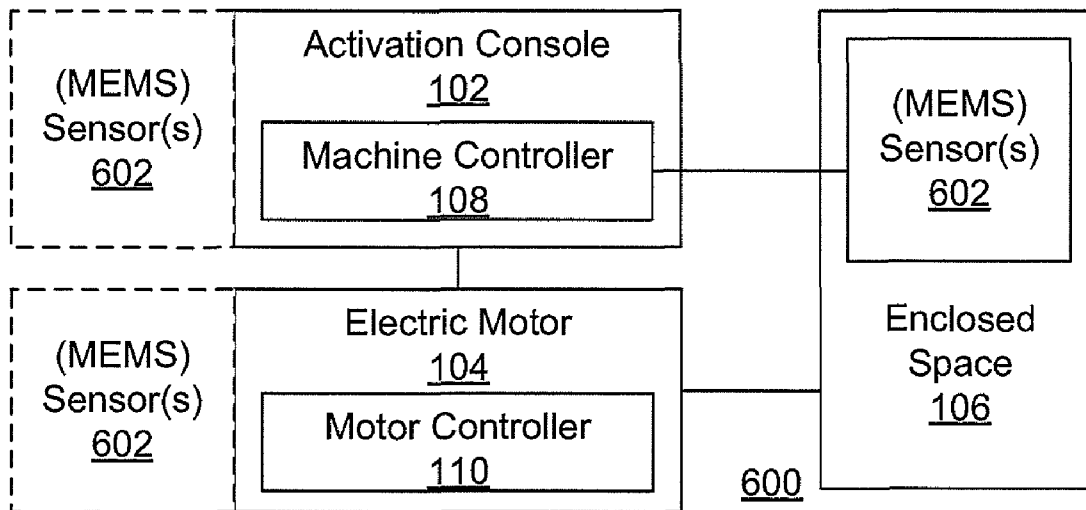 (MEMS)
Sensor(s)
602
Activation Console
102
Machine Controller
108
(MEMS)
Sensor(s)
602
(MEMS)
Sensor(s)
602
Electric Motor
104
Motor Controller
110
600
Enclosed
Space
106